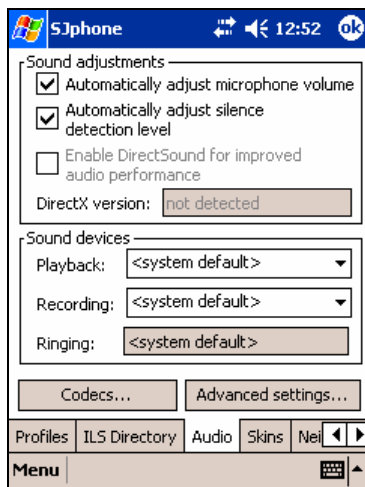 SJphone 12:52 ok
Sound adjustments
Automatically adjust microphone volume
Automatically adjust silence
detection level
Enable DirectSound for improved
audio performance
DirectX version: not detected
Sound devices
Playback: <system default>
Recording: <system default>
Ringing: <system default>
Codecs... Advanced settings...
Profiles ILS Directory Audio Skins Nei
Menu